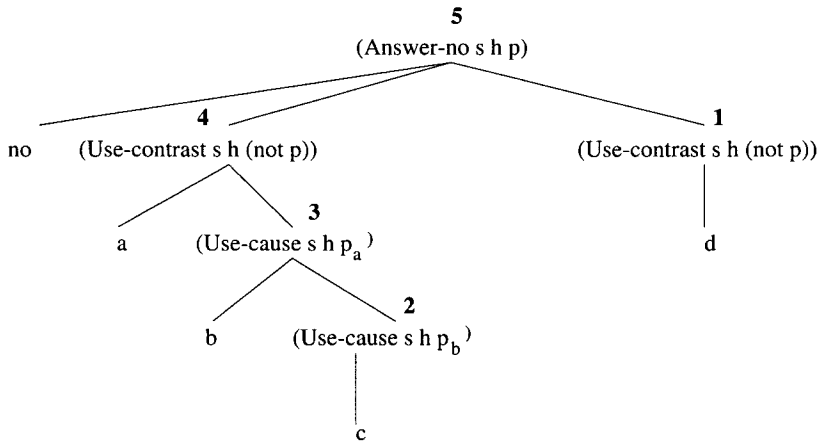 5
(Answer-no s h p)
4
1
no
(Use-contrast s h (not p))
(Use-contrast s h (not p))
3
a
(Use-cause s h pₐ)
d
2
b
(Use-cause s h p_b)
c